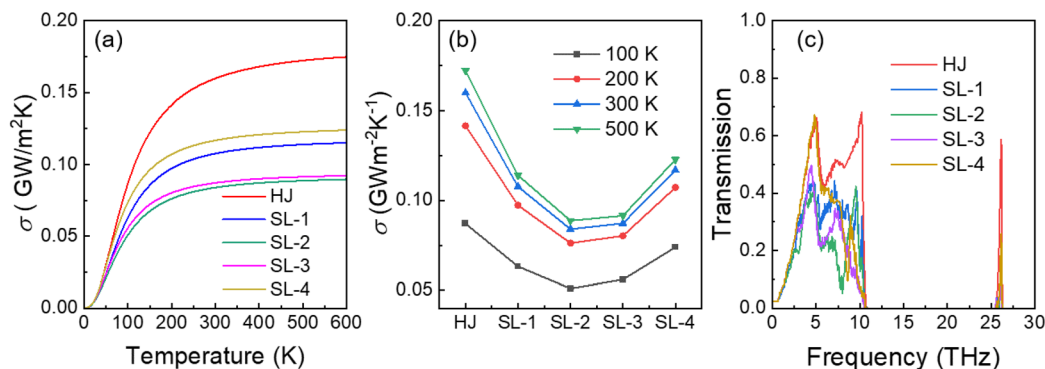 (a)
σ ( GW/m²K)
0.20
0.15
0.10
0.05
0.00
HJ
SL-1
SL-2
SL-3
SL-4
0 100 200 300 400 500 600
Temperature (K)
(b)
σ (GWm⁻²K⁻¹)
0.20
0.15
0.10
0.05
100 K
200 K
300 K
500 K
HJ SL-1 SL-2 SL-3 SL-4
(c)
Transmission
1.0
0.8
0.6
0.4
0.2
0.0
HJ
SL-1
SL-2
SL-3
SL-4
0 5 10 15 20 25 30
Frequency (THz)